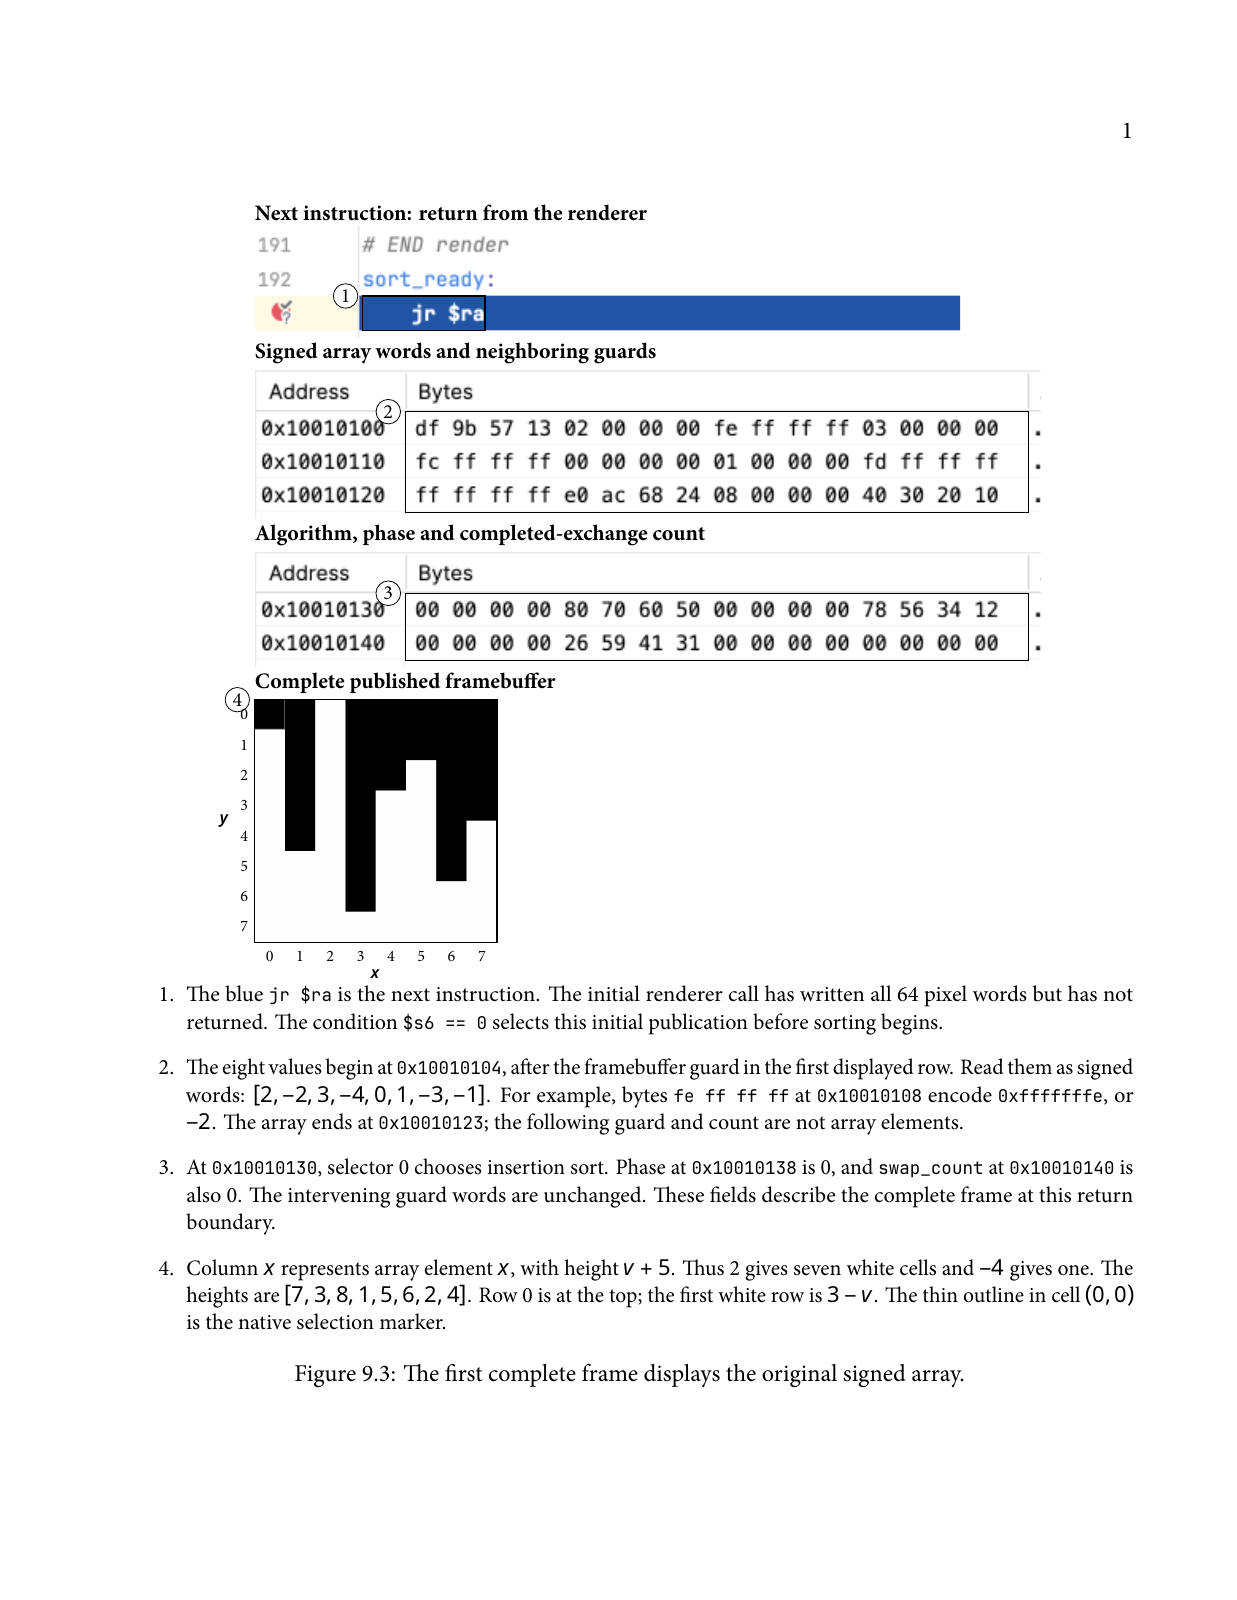 1
Next instruction: return from the renderer
191 # END render
192 sort_ready:
1 jr $ra
Signed array words and neighboring guards
Address Bytes
2
0x10010100 df 9b 57 13 02 00 00 00 fe ff ff ff 03 00 00 00 .
0x10010110 fc ff ff ff 00 00 00 00 01 00 00 00 fd ff ff ff .
0x10010120 ff ff ff ff e0 ac 68 24 08 00 00 00 40 30 20 10 .
Algorithm, phase and completed-exchange count
Address Bytes
3
0x10010130 00 00 00 00 80 70 60 50 00 00 00 00 78 56 34 12 .
0x10010140 00 00 00 00 26 59 41 31 00 00 00 00 00 00 00 00 .
Complete published framebuffer
4
0
1
2
3
y
4
5
6
7
0 1 2 3 4 5 6 7
x
1. The blue jr $ra is the next instruction. The initial renderer call has written all 64 pixel words but has not
returned. The condition $s6 == 0 selects this initial publication before sorting begins.
2. The eight values begin at 0x10010104, after the framebuffer guard in the first displayed row. Read them as signed
words: [2, −2, 3, −4, 0, 1, −3, −1]. For example, bytes fe ff ff ff at 0x10010108 encode 0xfffffffe, or
−2. The array ends at 0x10010123; the following guard and count are not array elements.
3. At 0x10010130, selector 0 chooses insertion sort. Phase at 0x10010138 is 0, and swap_count at 0x10010140 is
also 0. The intervening guard words are unchanged. These fields describe the complete frame at this return
boundary.
4. Column x represents array element x, with height v + 5. Thus 2 gives seven white cells and −4 gives one. The
heights are [7, 3, 8, 1, 5, 6, 2, 4]. Row 0 is at the top; the first white row is 3 − v. The thin outline in cell (0, 0)
is the native selection marker.
Figure 9.3: The first complete frame displays the original signed array.